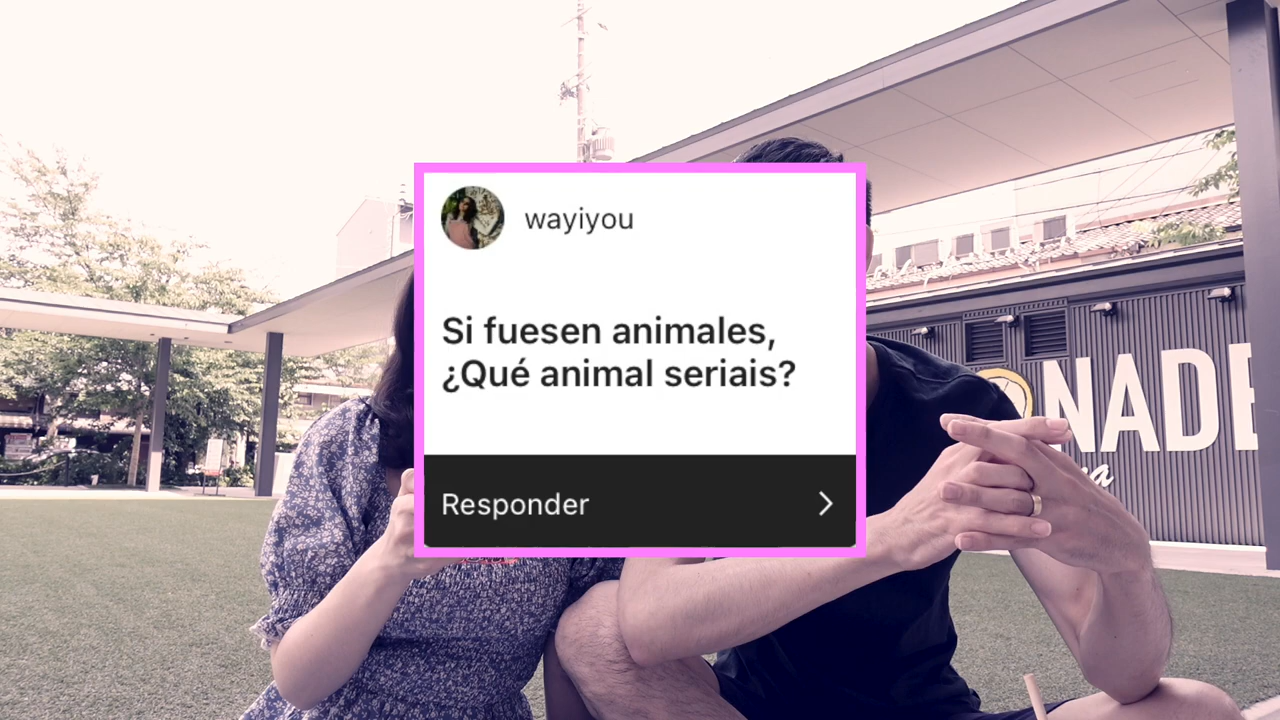 wayiyou
Si fuesen animales,
¿Qué animal seriais?
Responder
NADE